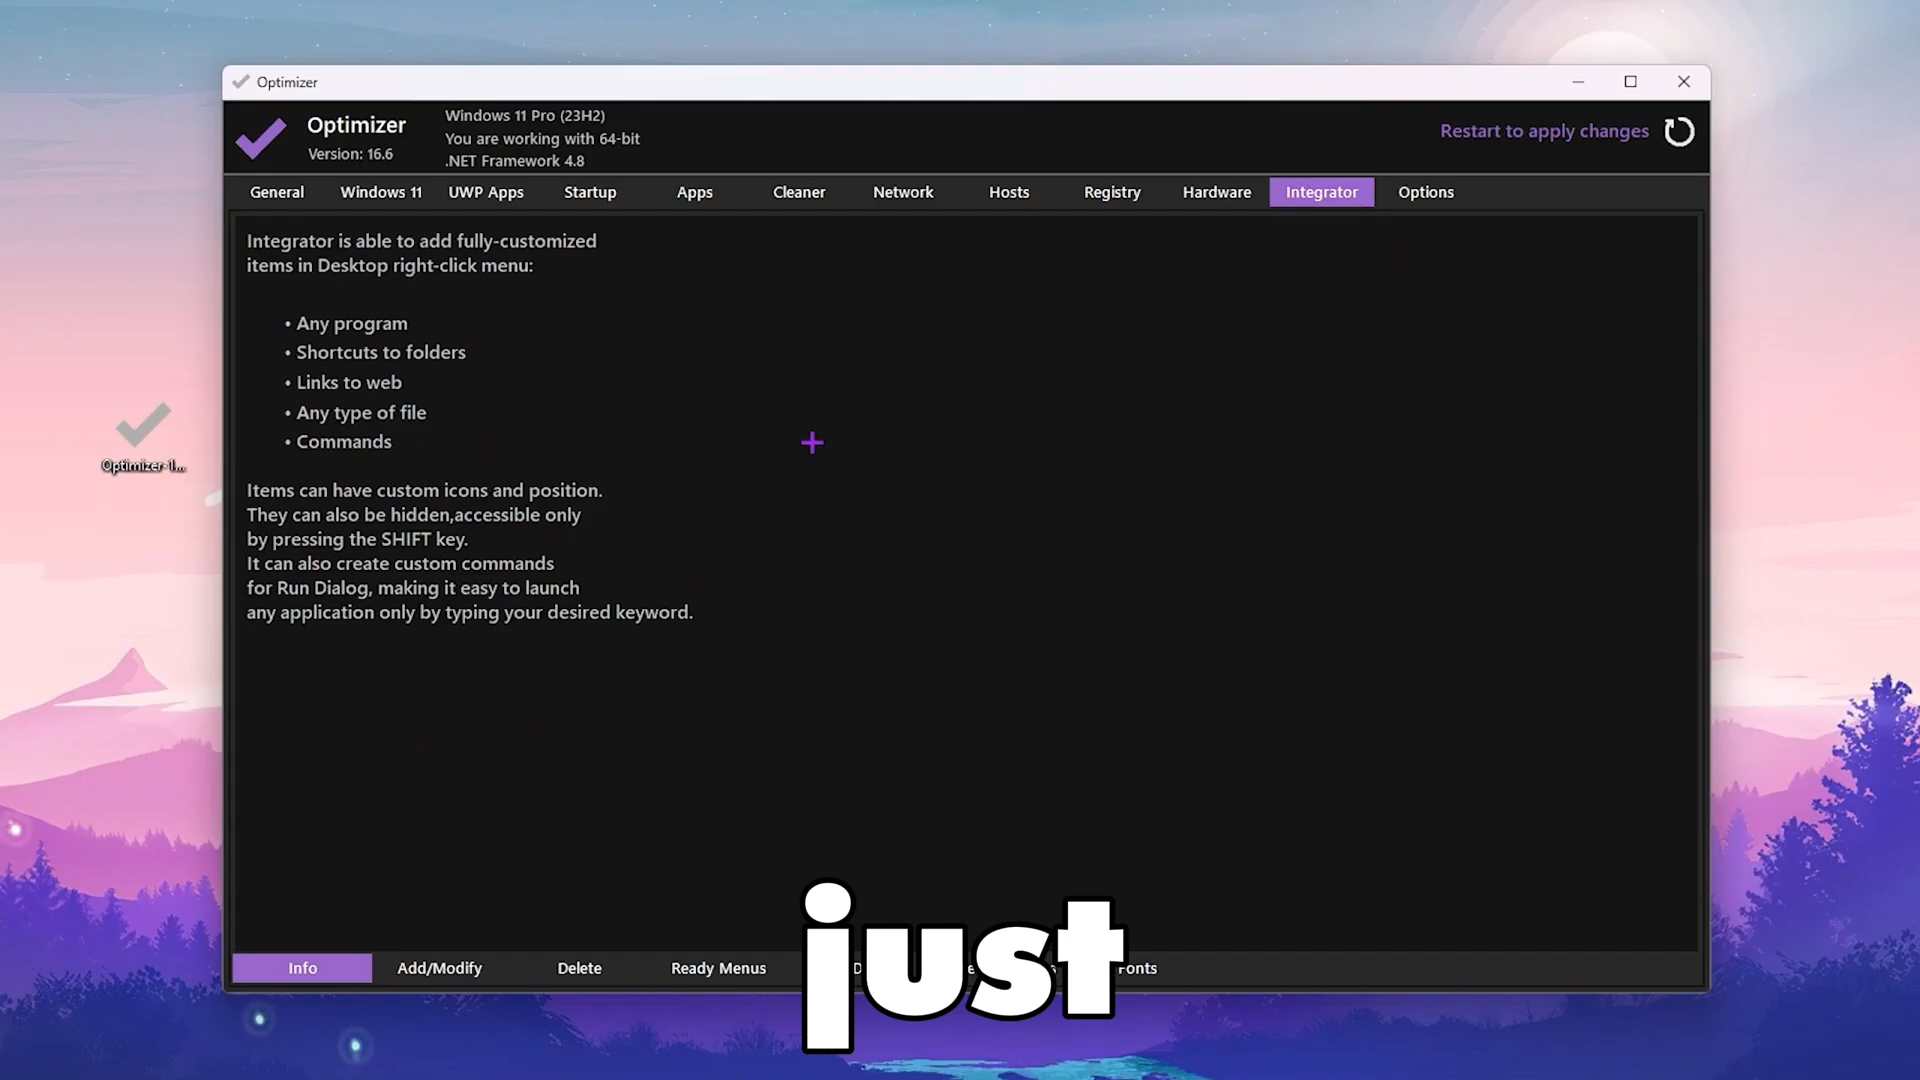 Optimizer
Optimizer
Version: 16.6
Windows 11 Pro (23H2)
You are working with 64-bit
.NET Framework 4.8
Restart to apply changes
General Windows 11 UWP Apps Startup Apps Cleaner Network Hosts Registry Hardware Integrator Options
Integrator is able to add fully-customized
items in Desktop right-click menu:
• Any program
• Shortcuts to folders
• Links to web
• Any type of file
• Commands
Optimizer-1...
Items can have custom icons and position.
They can also be hidden,accessible only
by pressing the SHIFT key.
It can also create custom commands
for Run Dialog, making it easy to launch
any application only by typing your desired keyword.
Info Add/Modify Delete Ready Menus Fonts
just